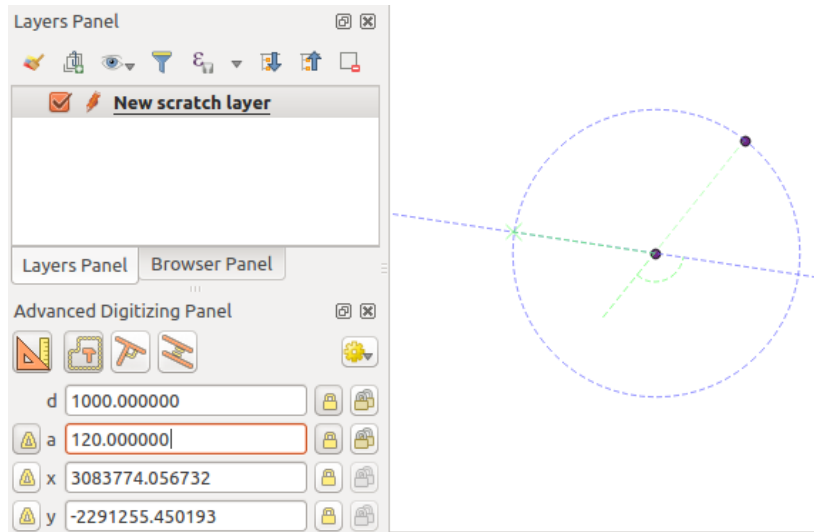 Layers Panel
New scratch layer
Layers Panel Browser Panel
Advanced Digitizing Panel
d 1000.000000
a 120.000000
x 3083774.056732
y -2291255.450193